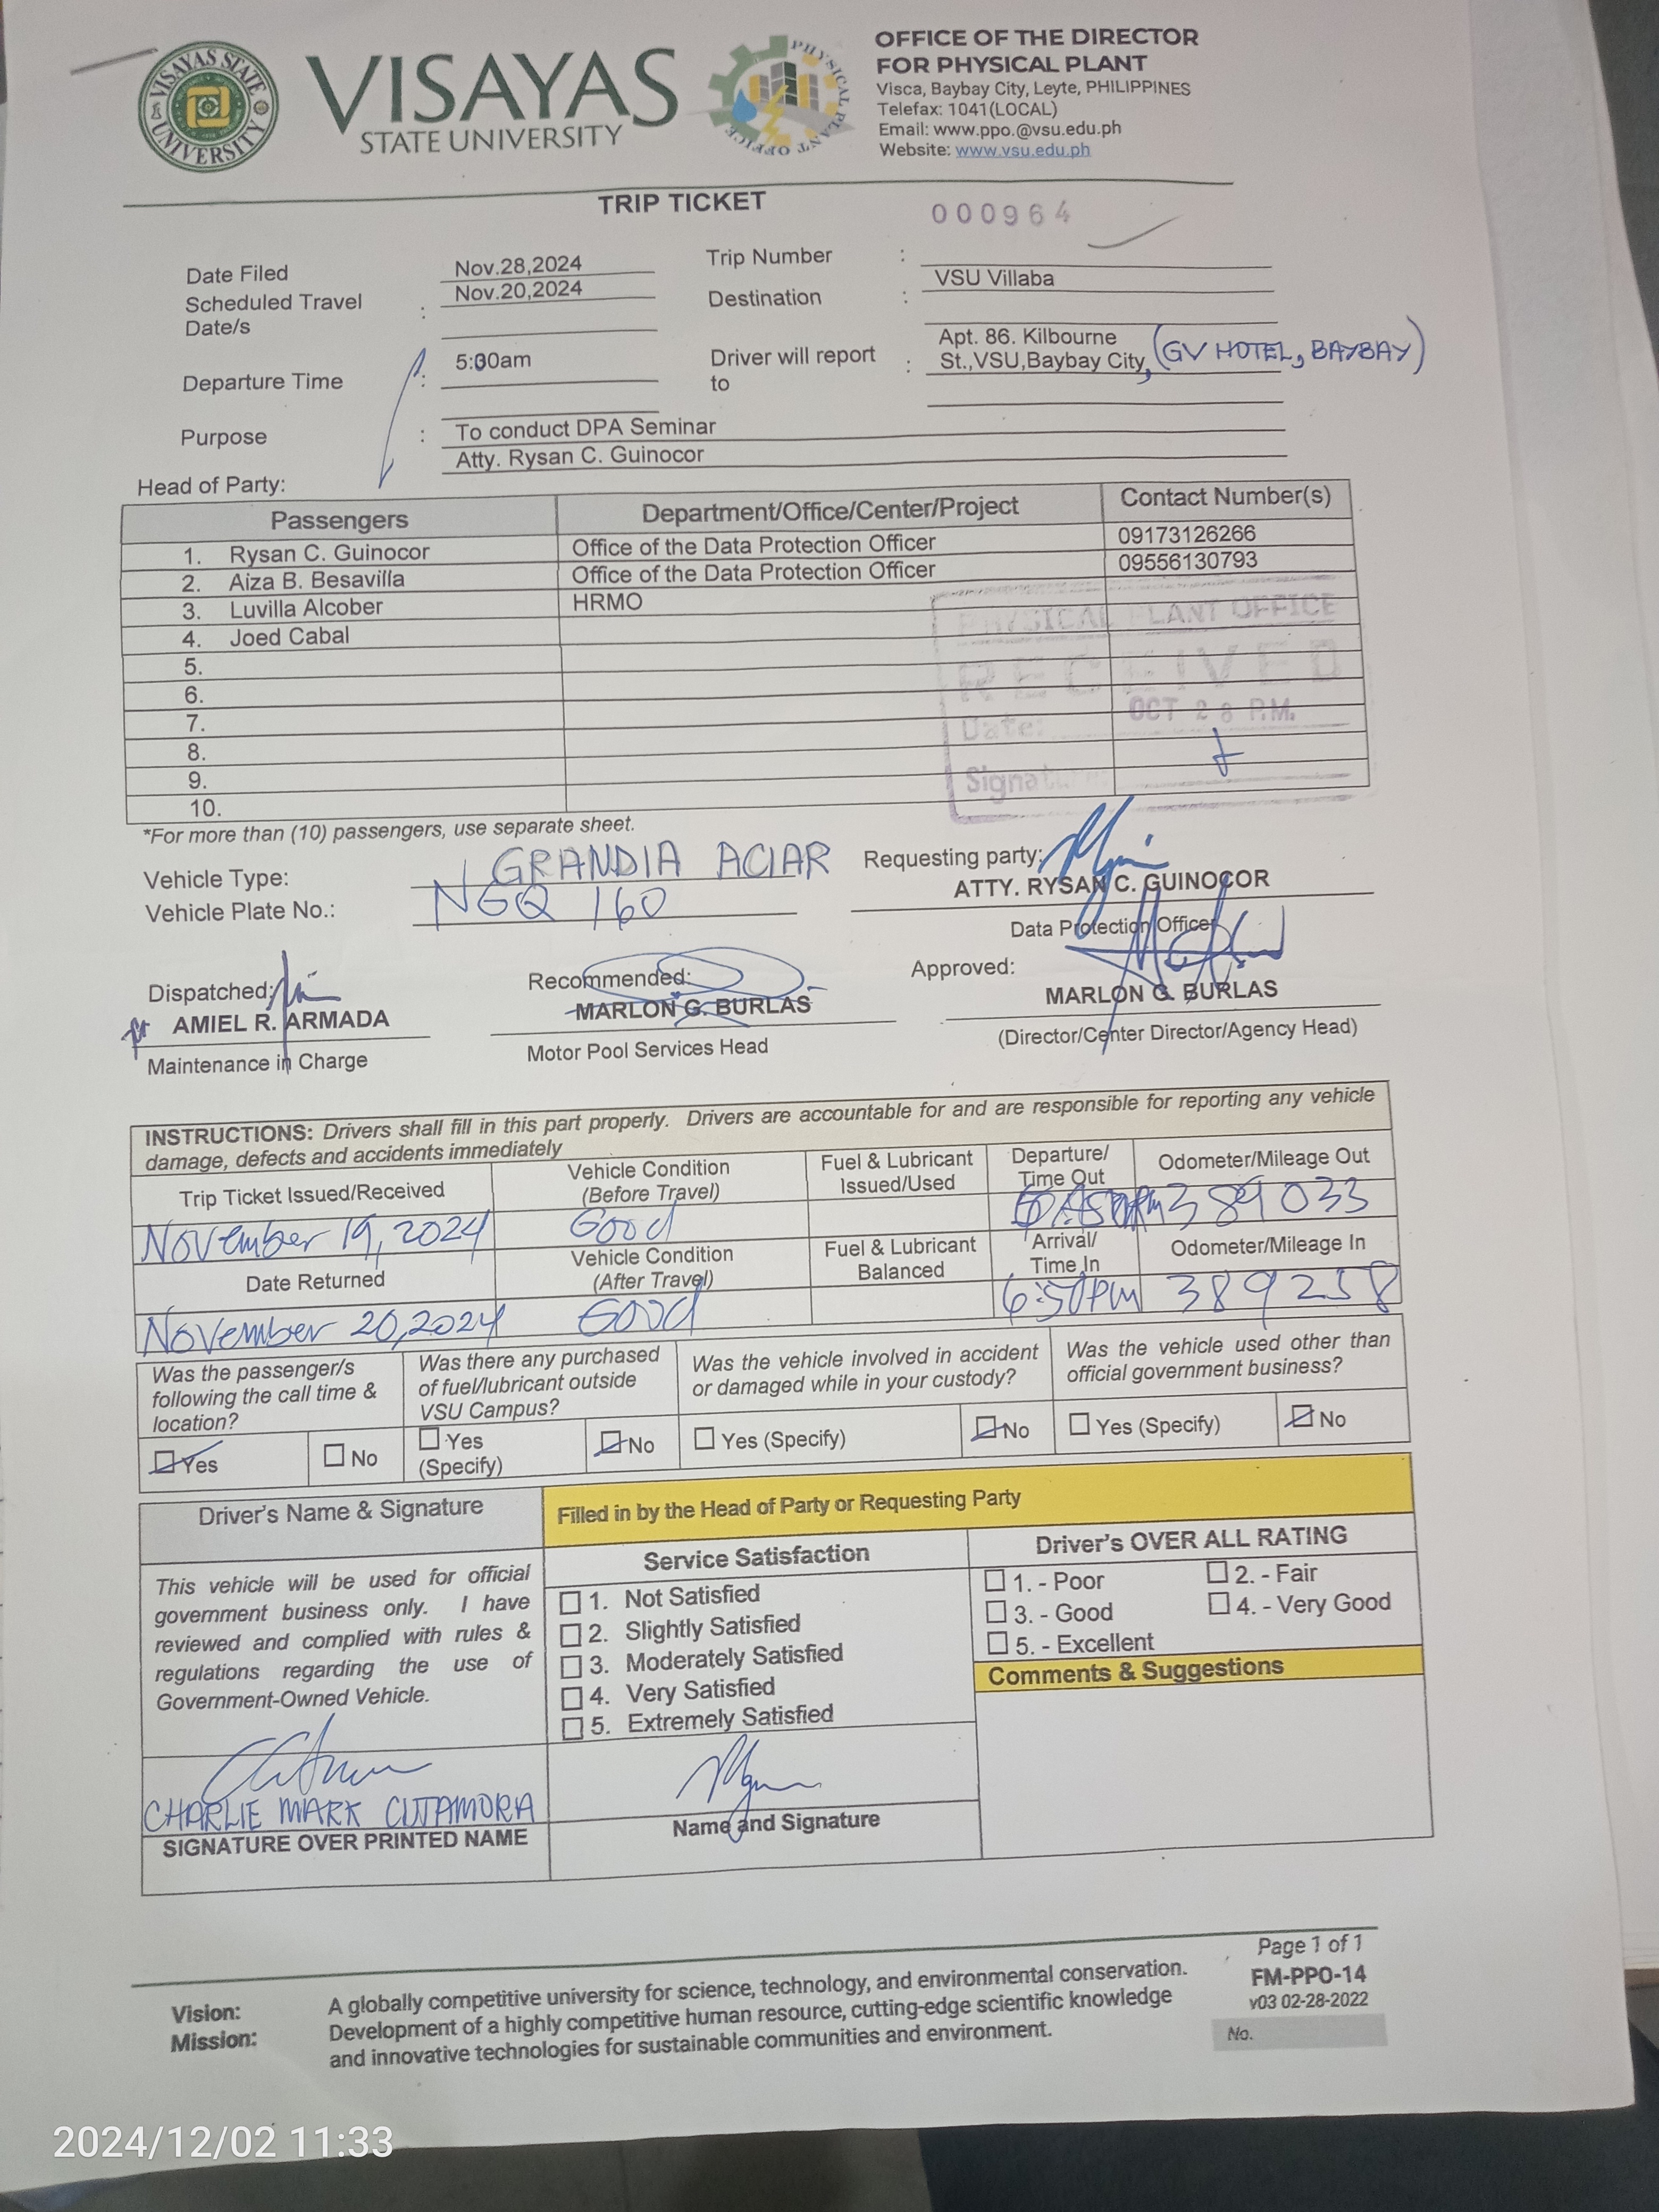 VISAYAS STATE UNIVERSITY
VISAYAS
STATE UNIVERSITY
PHYSICAL PLANT OFFICE
OFFICE OF THE DIRECTOR
FOR PHYSICAL PLANT
Visca, Baybay City, Leyte, PHILIPPINES
Telefax: 1041(LOCAL)
Email: www.ppo.@vsu.edu.ph
Website: www.vsu.edu.ph
TRIP TICKET
000964
Date Filed Nov.28,2024 Trip Number :
Scheduled Travel Date/s : Nov.20,2024 Destination : VSU Villaba
Departure Time : 5:00am Driver will report to : Apt. 86. Kilbourne
St.,VSU,Baybay City, (GV HOTEL, BAYBAY)
Purpose : To conduct DPA Seminar
Head of Party: Atty. Rysan C. Guinocor
Passengers Department/Office/Center/Project Contact Number(s)
1. Rysan C. Guinocor Office of the Data Protection Officer 09173126266
2. Aiza B. Besavilla Office of the Data Protection Officer 09556130793
3. Luvilla Alcober HRMO
4. Joed Cabal
5.
6.
7.
8.
9.
10.
PHYSICAL PLANT OFFICE
RECEIVED
Date: OCT 28 P.M.
*For more than (10) passengers, use separate sheet.
Vehicle Type: GRANDIA ACIAR
Vehicle Plate No.: NGQ 160
Requesting party:
ATTY. RYSAN C. GUINOCOR
Data Protection Officer
Dispatched:
AMIEL R. ARMADA
Maintenance in Charge
Recommended:
MARLON G. BURLAS
Motor Pool Services Head
Approved:
MARLON G. BURLAS
(Director/Center Director/Agency Head)
INSTRUCTIONS: Drivers shall fill in this part properly. Drivers are accountable for and are responsible for reporting any vehicle
damage, defects and accidents immediately
Trip Ticket Issued/Received Vehicle Condition (Before Travel) Fuel & Lubricant Issued/Used Departure/ Time Out Odometer/Mileage Out
November 19, 2024 Good 389033
Date Returned Vehicle Condition (After Travel) Fuel & Lubricant Balanced Arrival/ Time In Odometer/Mileage In
November 20,2024 Good 6:50pm 389258
Was the passenger/s following the call time & location?
Was there any purchased of fuel/lubricant outside VSU Campus?
Was the vehicle involved in accident or damaged while in your custody?
Was the vehicle used other than official government business?
Yes No Yes (Specify) No Yes (Specify) No Yes (Specify) No
Driver's Name & Signature
Filled in by the Head of Party or Requesting Party
This vehicle will be used for official
government business only. I have
reviewed and complied with rules &
regulations regarding the use of
Government-Owned Vehicle.
Service Satisfaction
1. Not Satisfied
2. Slightly Satisfied
3. Moderately Satisfied
4. Very Satisfied
5. Extremely Satisfied
Driver's OVER ALL RATING
1. - Poor 2. - Fair
3. - Good 4. - Very Good
5. - Excellent
Comments & Suggestions
CHARLIE MARK CUTAMORA
SIGNATURE OVER PRINTED NAME
Name and Signature
Vision: A globally competitive university for science, technology, and environmental conservation.
Mission: Development of a highly competitive human resource, cutting-edge scientific knowledge
and innovative technologies for sustainable communities and environment.
Page 1 of 1
FM-PPO-14
v03 02-28-2022
No.
2024/12/02 11:33